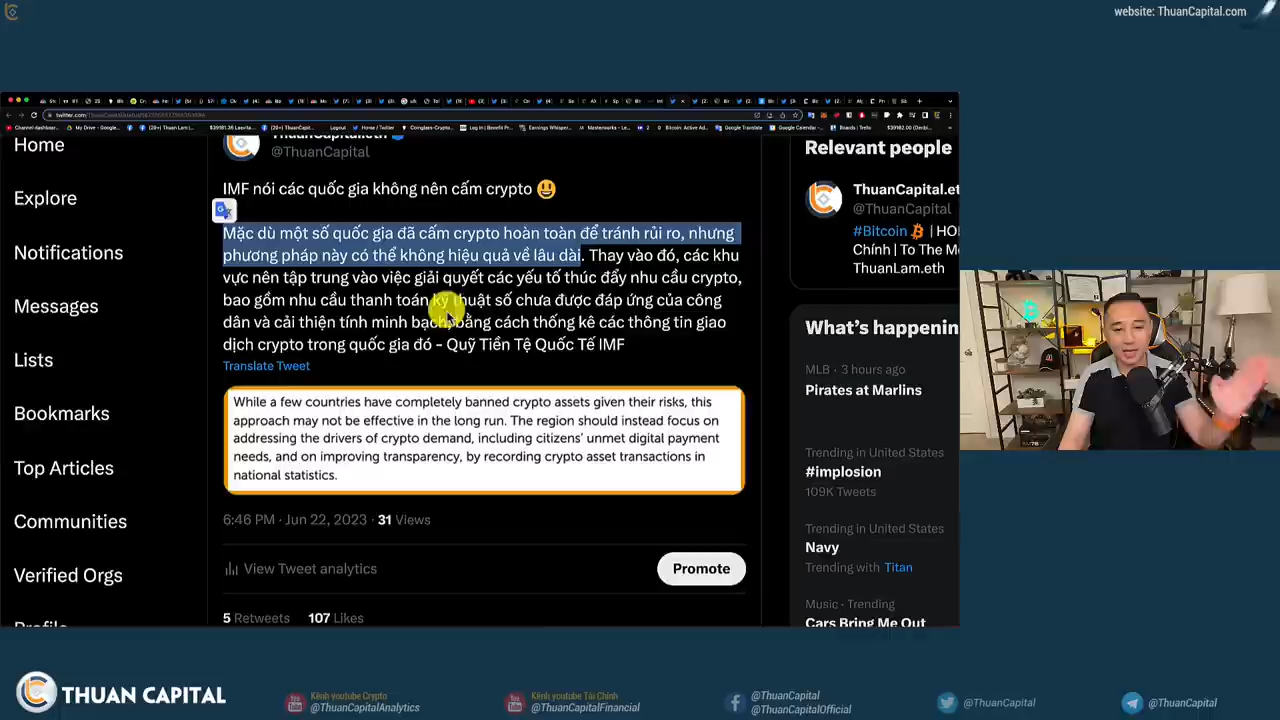 website: ThuanCapital.com
Home
Explore
Notifications
Messages
Lists
Bookmarks
Top Articles
Communities
Verified Orgs
@ThuanCapital
IMF nói các quốc gia không nên cấm crypto 😃
Mặc dù một số quốc gia đã cấm crypto hoàn toàn để tránh rủi ro, nhưng
phương pháp này có thể không hiệu quả về lâu dài. Thay vào đó, các khu
vực nên tập trung vào việc giải quyết các yếu tố thúc đẩy nhu cầu crypto,
bao gồm nhu cầu thanh toán kỹ thuật số chưa được đáp ứng của công
dân và cải thiện tính minh bạch, bằng cách thống kê các thông tin giao
dịch crypto trong quốc gia đó - Quỹ Tiền Tệ Quốc Tế IMF
Translate Tweet
While a few countries have completely banned crypto assets given their risks, this
approach may not be effective in the long run. The region should instead focus on
addressing the drivers of crypto demand, including citizens' unmet digital payment
needs, and on improving transparency, by recording crypto asset transactions in
national statistics.
6:46 PM · Jun 22, 2023 · 31 Views
View Tweet analytics
Promote
5 Retweets 107 Likes
Relevant people
ThuanCapital.et
@ThuanCapital
#Bitcoin | HO
Chính | To The M
ThuanLam.eth
What's happenin
MLB · 3 hours ago
Pirates at Marlins
Trending in United States
#implosion
109K Tweets
Trending in United States
Navy
Trending with Titan
Music · Trending
Cars Bring Me Out
THUAN CAPITAL
Kênh youtube Crypto
@ThuanCapitalAnalytics
Kênh youtube Tài Chính
@ThuanCapitalFinancial
@ThuanCapital
@ThuanCapitalOfficial
@ThuanCapital
@ThuanCapital